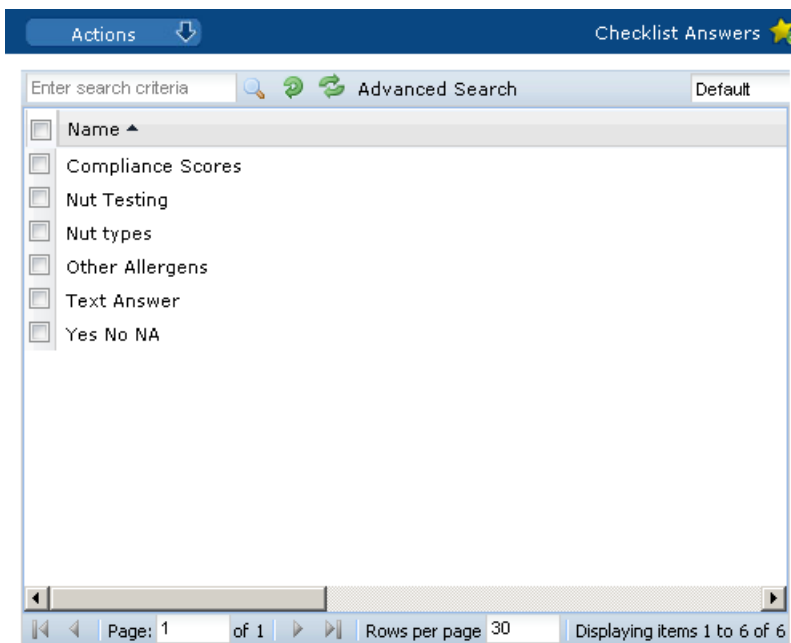 Actions Checklist Answers
Enter search criteria Advanced Search Default
Name
Compliance Scores
Nut Testing
Nut types
Other Allergens
Text Answer
Yes No NA
Page: 1 of 1 Rows per page 30 Displaying items 1 to 6 of 6